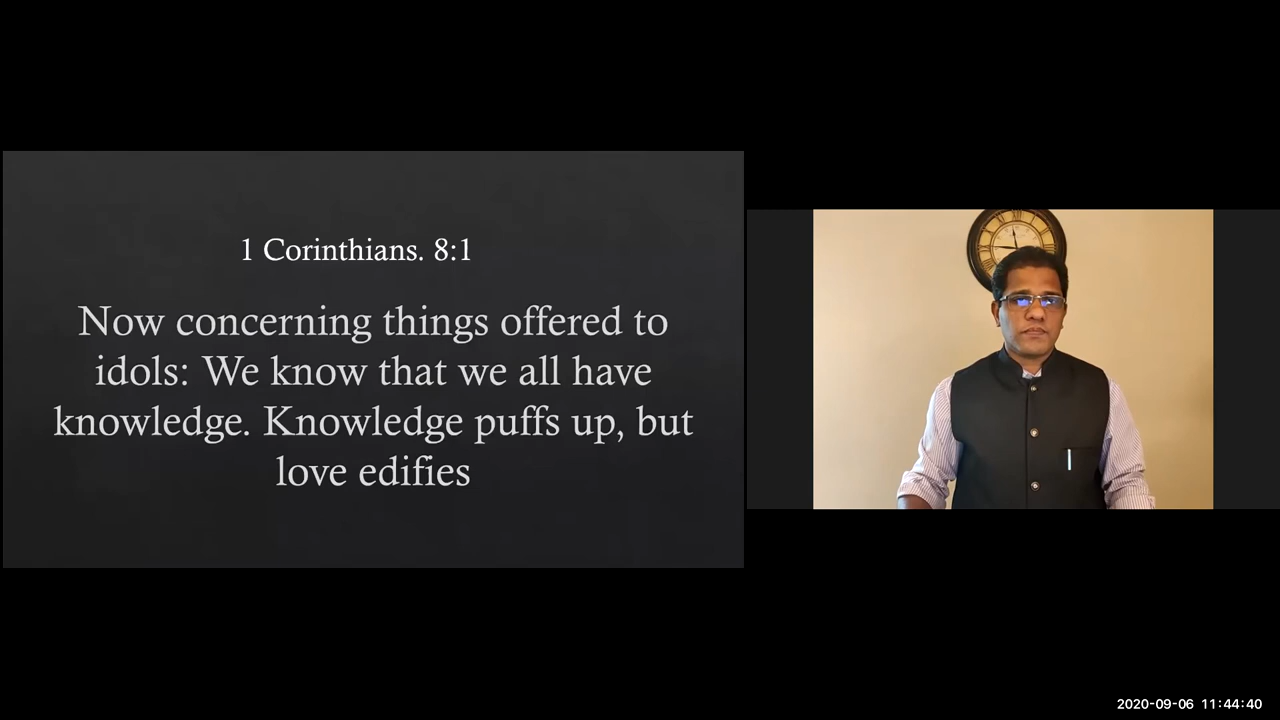 1 Corinthians. 8:1
Now concerning things offered to
idols: We know that we all have
knowledge. Knowledge puffs up, but
love edifies
2020-09-06 11:44:40